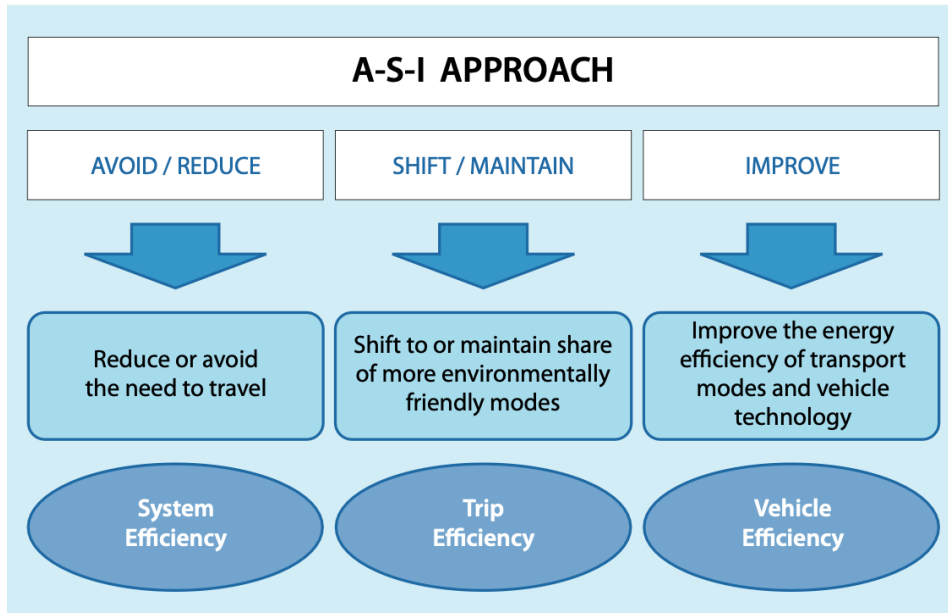 A-S-I APPROACH
AVOID / REDUCE
SHIFT / MAINTAIN
IMPROVE
Reduce or avoid
the need to travel
Shift to or maintain share
of more environmentally
friendly modes
Improve the energy
efficiency of transport
modes and vehicle
technology
System
Efficiency
Trip
Efficiency
Vehicle
Efficiency